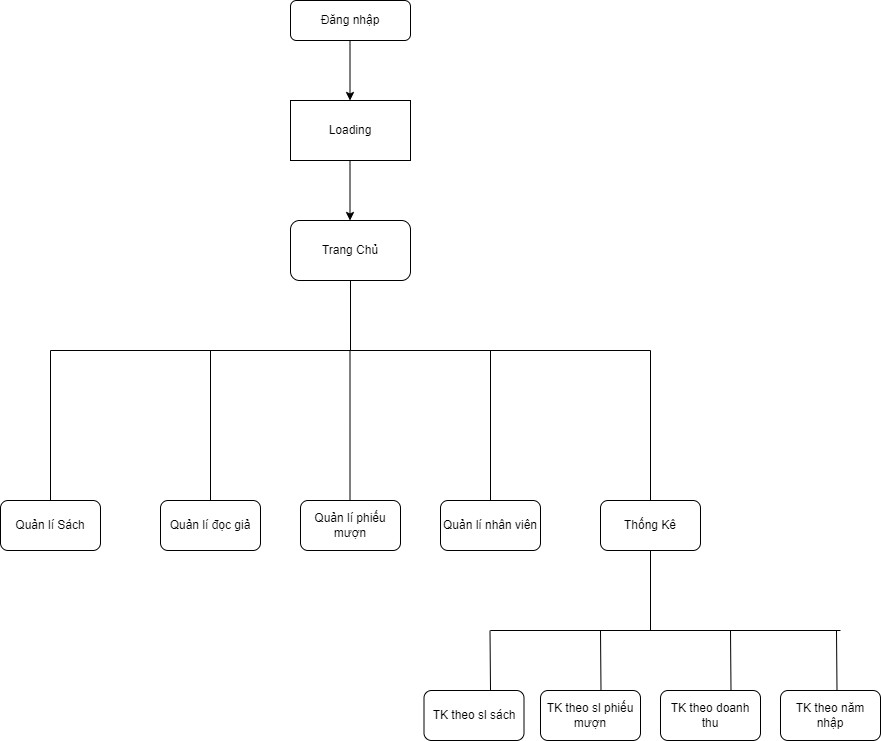 Đăng nhập
Loading
Trang Chủ
Quản lí Sách
Quản lí đọc giả
Quản lí phiếu
mượn
Quản lí nhân viên
Thống Kê
TK theo sl sách
TK theo sl phiếu
mượn
TK theo doanh
thu
TK theo năm
nhập